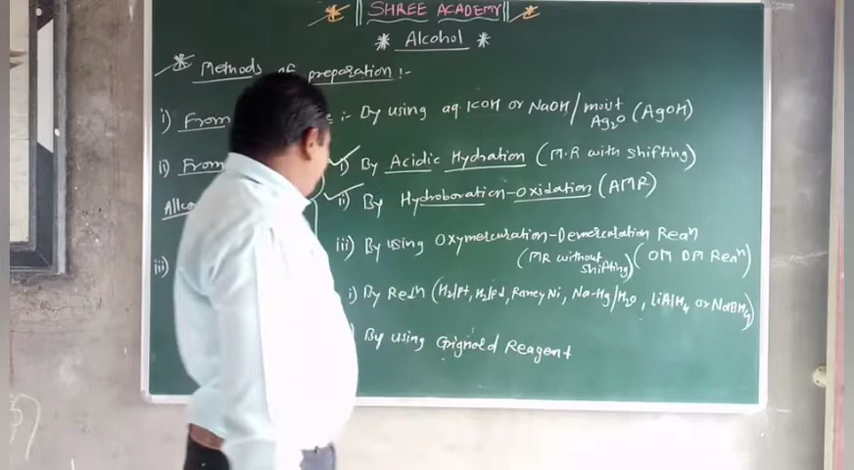 SHREE ACADEMY
* Alcohol *
* Methods of preparation :-
i) From :- By using aq. KOH or NaOH / moist Ag₂O (AgOH)
ii) From i) By Acidic Hydration (M.R with shifting)
ii) By Hydroboration-Oxidation (AMR)
iii) By using Oxymercuration-Demerculation Reaⁿ
(MR without shifting) (OM DM Reaⁿ)
iii) i) By Redⁿ (H₂/Pt, H₂/Pd, Raney Ni, Na-Hg/H₂O, LiAlH₄ or NaBH₄)
By using Grignald Reagent